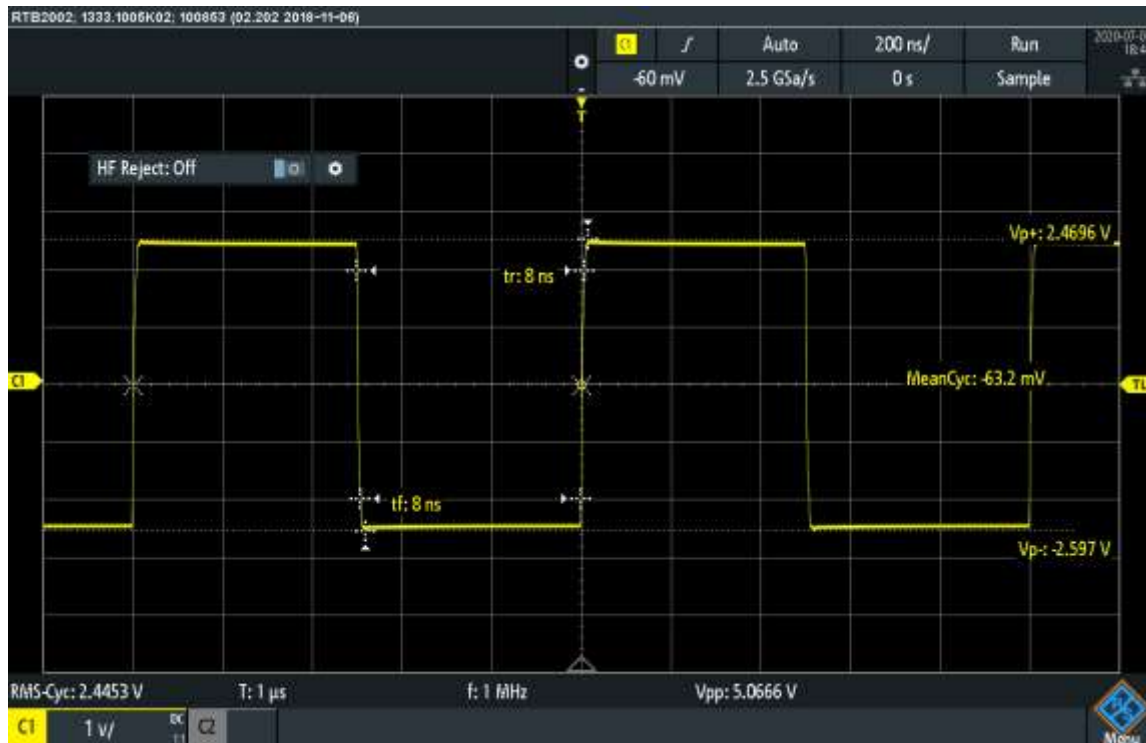 RTB2002; 1333.1005K02; 100863 (02.202 2018-11-06)
C1 Auto 200 ns/ Run
-60 mV 2.5 GSa/s 0 s Sample
T
HF Reject: Off
Vp+: 2.4696 V
tr: 8 ns
C1 MeanCyc: -63.2 mV TL
tf: 8 ns
Vp-: -2.597 V
RMS-Cyc: 2.4453 V T: 1 µs f: 1 MHz Vpp: 5.0666 V
C1 1 V/ DC 1:1 C2 Menu